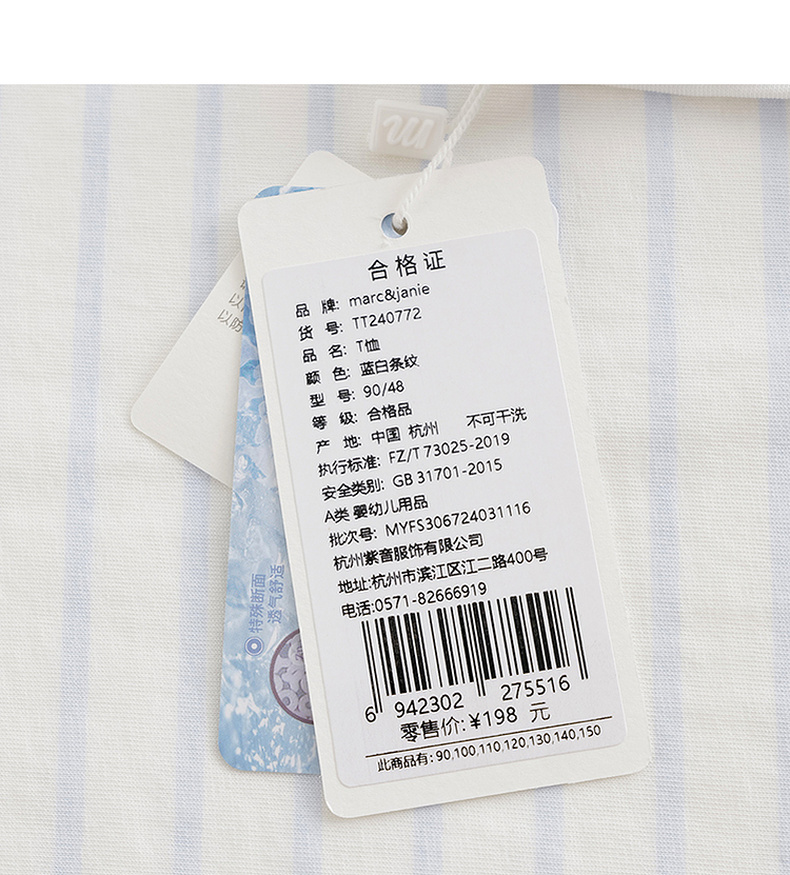 合格证
品 牌: marc&janie
货 号: TT240772
品 名: T恤
颜 色: 蓝白条纹
型 号: 90/48
等 级: 合格品
产 地: 中国 杭州 不可干洗
执行标准: FZ/T 73025-2019
安全类别: GB 31701-2015
A类 婴幼儿用品
批次号: MYFS306724031116
杭州紫音服饰有限公司
地址:杭州市滨江区江二路400号
电话:0571-82666919
6 942302 275516
零售价:¥198 元
此商品有: 90,100,110,120,130,140,150
特殊断面
透气舒适
以
以防